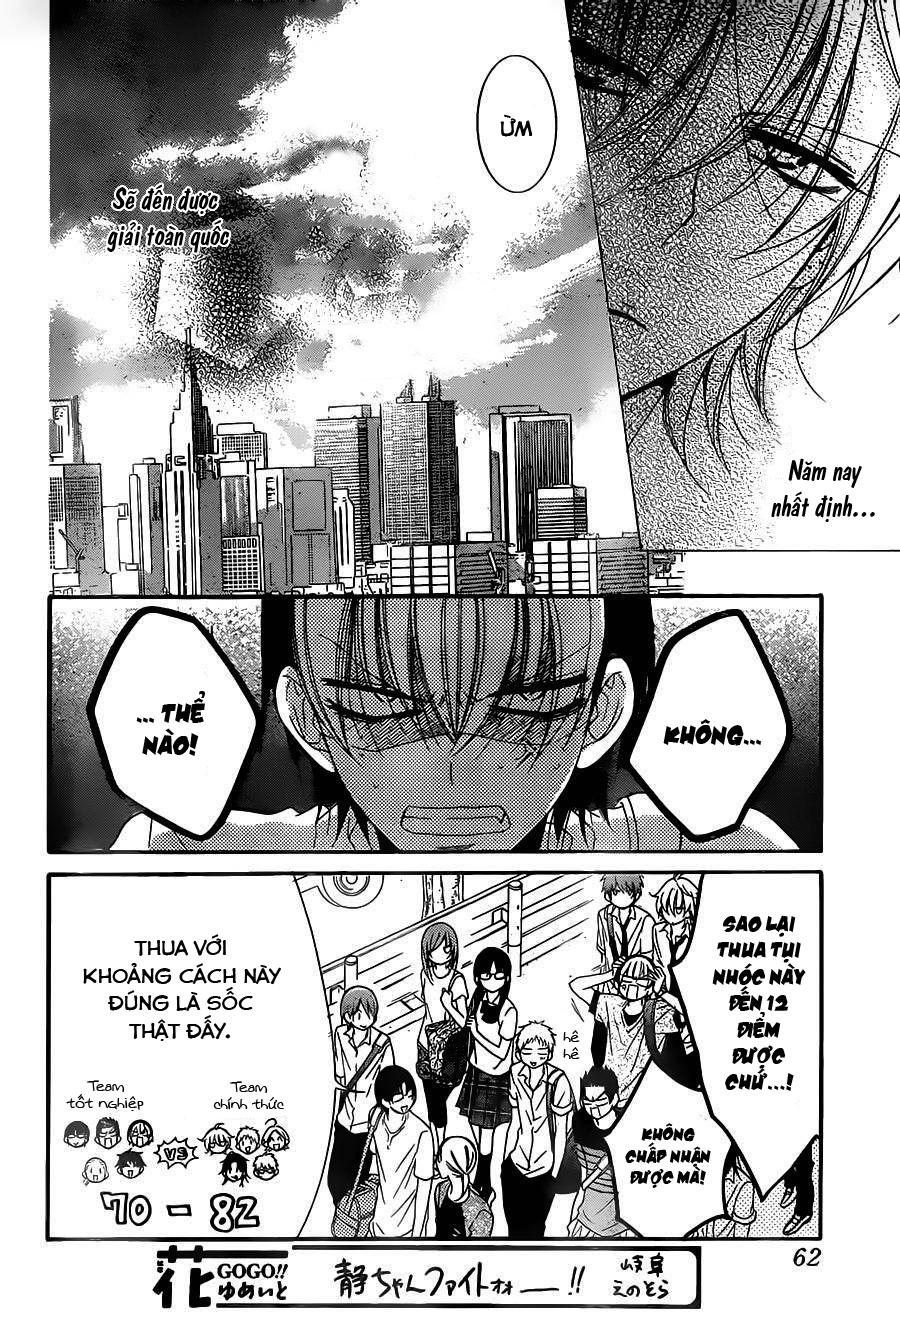 Năm nay
nhất định...
ỪM
Sẽ đến được
giải toàn quốc
KHÔNG...
... THỂ
NÀO!
SAO LẠI
THUA TỤI
NHÓC NÀY
ĐẾN 12
ĐIỂM
ĐƯỢC
CHỨ...!
KHÔNG
CHẤP NHẬN
ĐƯỢC MÀ!
hê
hê
THUA VỚI
KHOẢNG CÁCH NÀY
ĐÚNG LÀ SỐC
THẬT ĐẤY.
Team
tốt nghiệp
Team
chính thức
VS
70 - 82
花
GOGO!!
ゆめいと
静ちゃんファイトォォ——!!
岐阜
えのそら
62